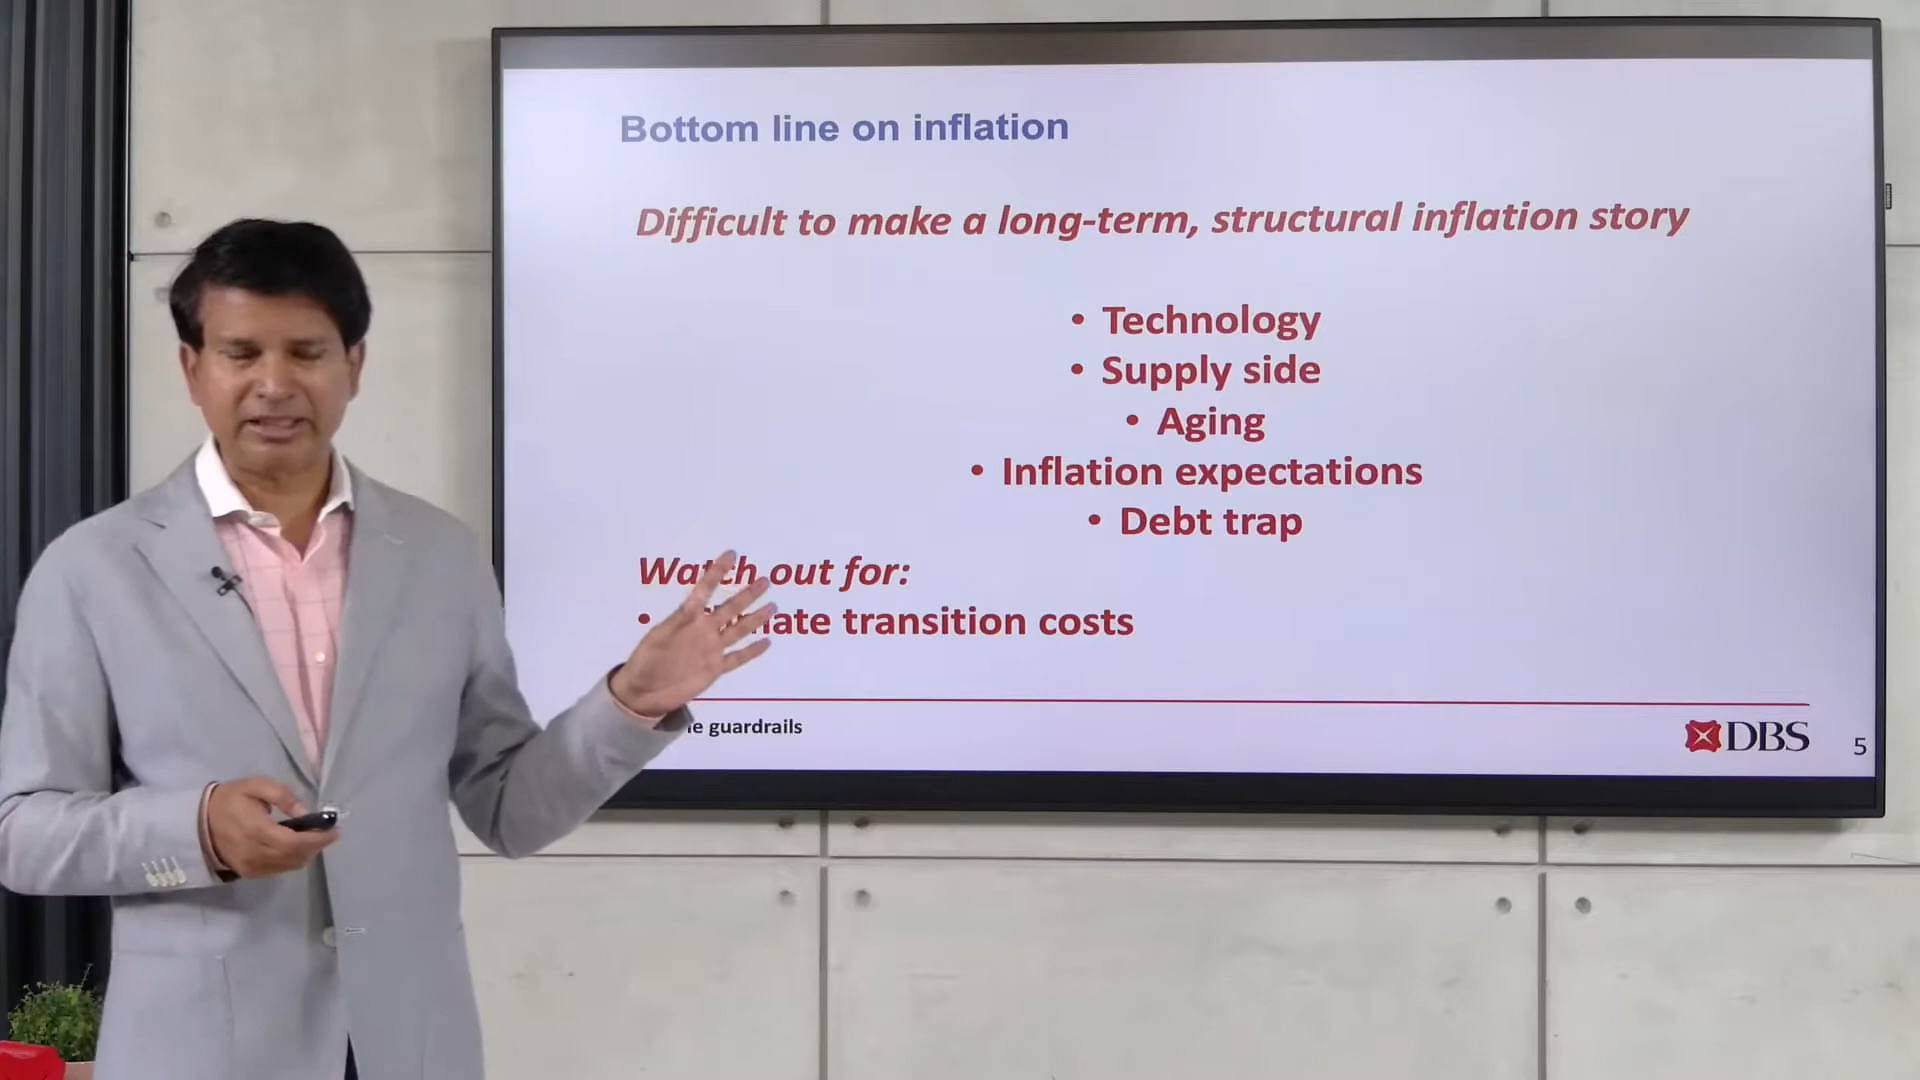 Bottom line on inflation
Difficult to make a long-term, structural inflation story
• Technology
• Supply side
• Aging
• Inflation expectations
• Debt trap
Watch out for:
• transition costs
guardrails
DBS
5